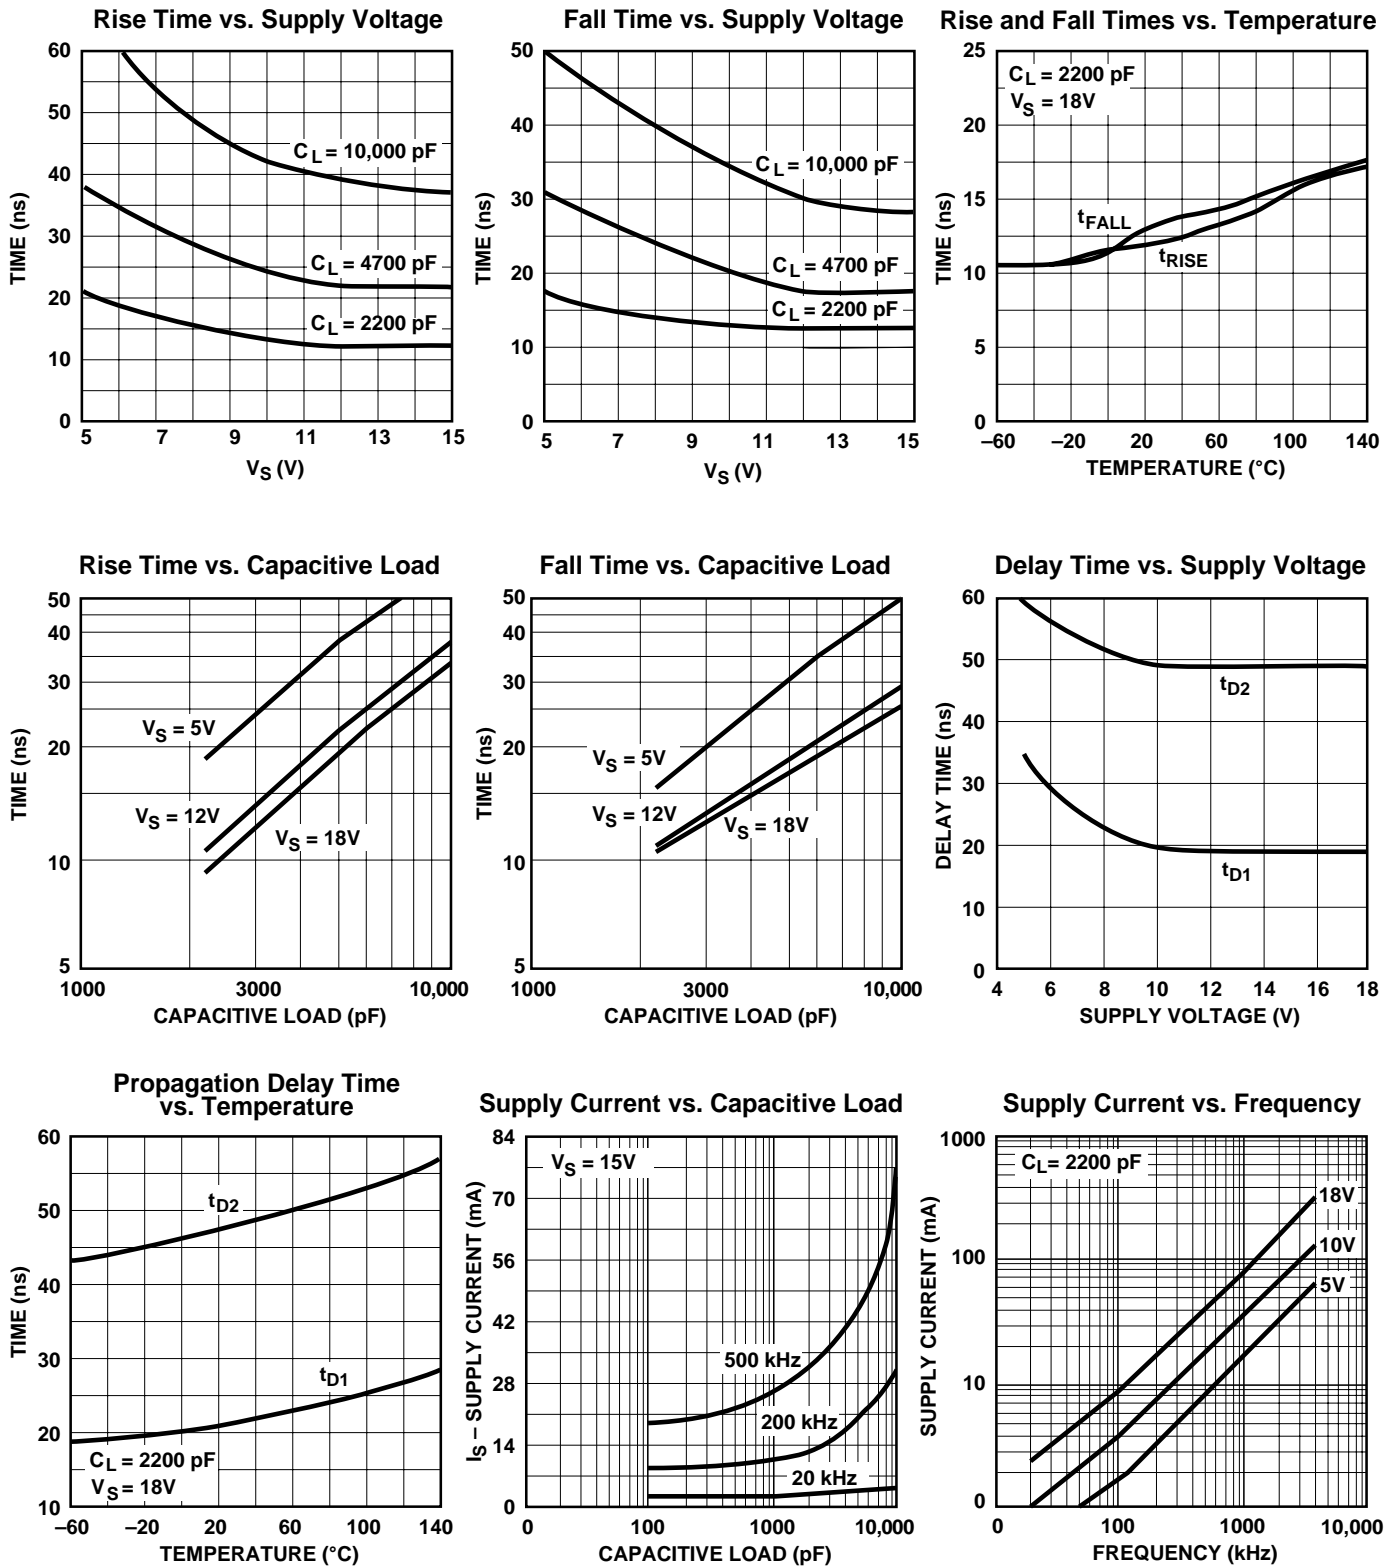 Rise Time vs. Supply Voltage
60
50
40
30
20
10
0
TIME (ns)
C L = 10,000 pF
C L = 4700 pF
C L = 2200 pF
5 7 9 11 13 15
VS (V)
Fall Time vs. Supply Voltage
50
40
30
20
10
0
TIME (ns)
C L = 10,000 pF
C L = 4700 pF
C L = 2200 pF
5 7 9 11 13 15
VS (V)
Rise and Fall Times vs. Temperature
25
20
15
10
5
0
TIME (ns)
C L = 2200 pF
VS = 18V
tFALL
tRISE
–60 –20 20 60 100 140
TEMPERATURE (°C)
Rise Time vs. Capacitive Load
50
40
30
20
10
5
TIME (ns)
VS = 5V
VS = 12V
VS = 18V
1000 3000 10,000
CAPACITIVE LOAD (pF)
Fall Time vs. Capacitive Load
50
40
30
20
10
5
TIME (ns)
VS = 5V
VS = 12V
VS = 18V
1000 3000 10,000
CAPACITIVE LOAD (pF)
Delay Time vs. Supply Voltage
60
50
40
30
20
10
0
DELAY TIME (ns)
tD2
tD1
4 6 8 10 12 14 16 18
SUPPLY VOLTAGE (V)
Propagation Delay Time
vs. Temperature
60
50
40
30
20
10
TIME (ns)
tD2
tD1
C L = 2200 pF
VS = 18V
–60 –20 20 60 100 140
TEMPERATURE (°C)
Supply Current vs. Capacitive Load
84
70
56
42
28
14
0
IS – SUPPLY CURRENT (mA)
VS = 15V
500 kHz
200 kHz
20 kHz
0 100 1000 10,000
CAPACITIVE LOAD (pF)
Supply Current vs. Frequency
1000
100
10
0
SUPPLY CURRENT (mA)
C L = 2200 pF
18V
10V
5V
0 100 1000 10,000
FREQUENCY (kHz)